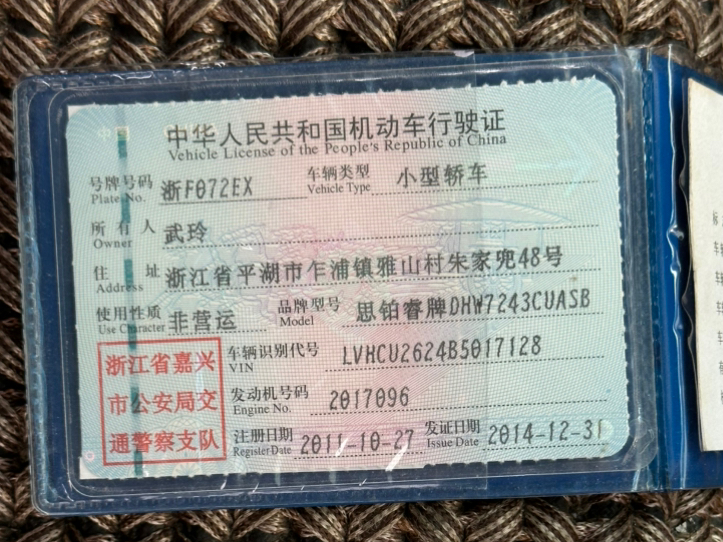 中华人民共和国机动车行驶证
Vehicle License of the People's Republic of China
号牌号码 Plate No. 浙F072EX 车辆类型 Vehicle Type 小型轿车
所有人 Owner 武玲
住址 Address 浙江省平湖市乍浦镇雅山村朱家兜48号
使用性质 Use Character 非营运 品牌型号 Model 思铂睿牌DHW7243CUASB
浙江省嘉兴 车辆识别代号 VIN LVHCU2624B5017128
市公安局交 发动机号码 Engine No. 2017096
通警察支队 注册日期 Register Date 2011-10-27 发证日期 Issue Date 2014-12-31